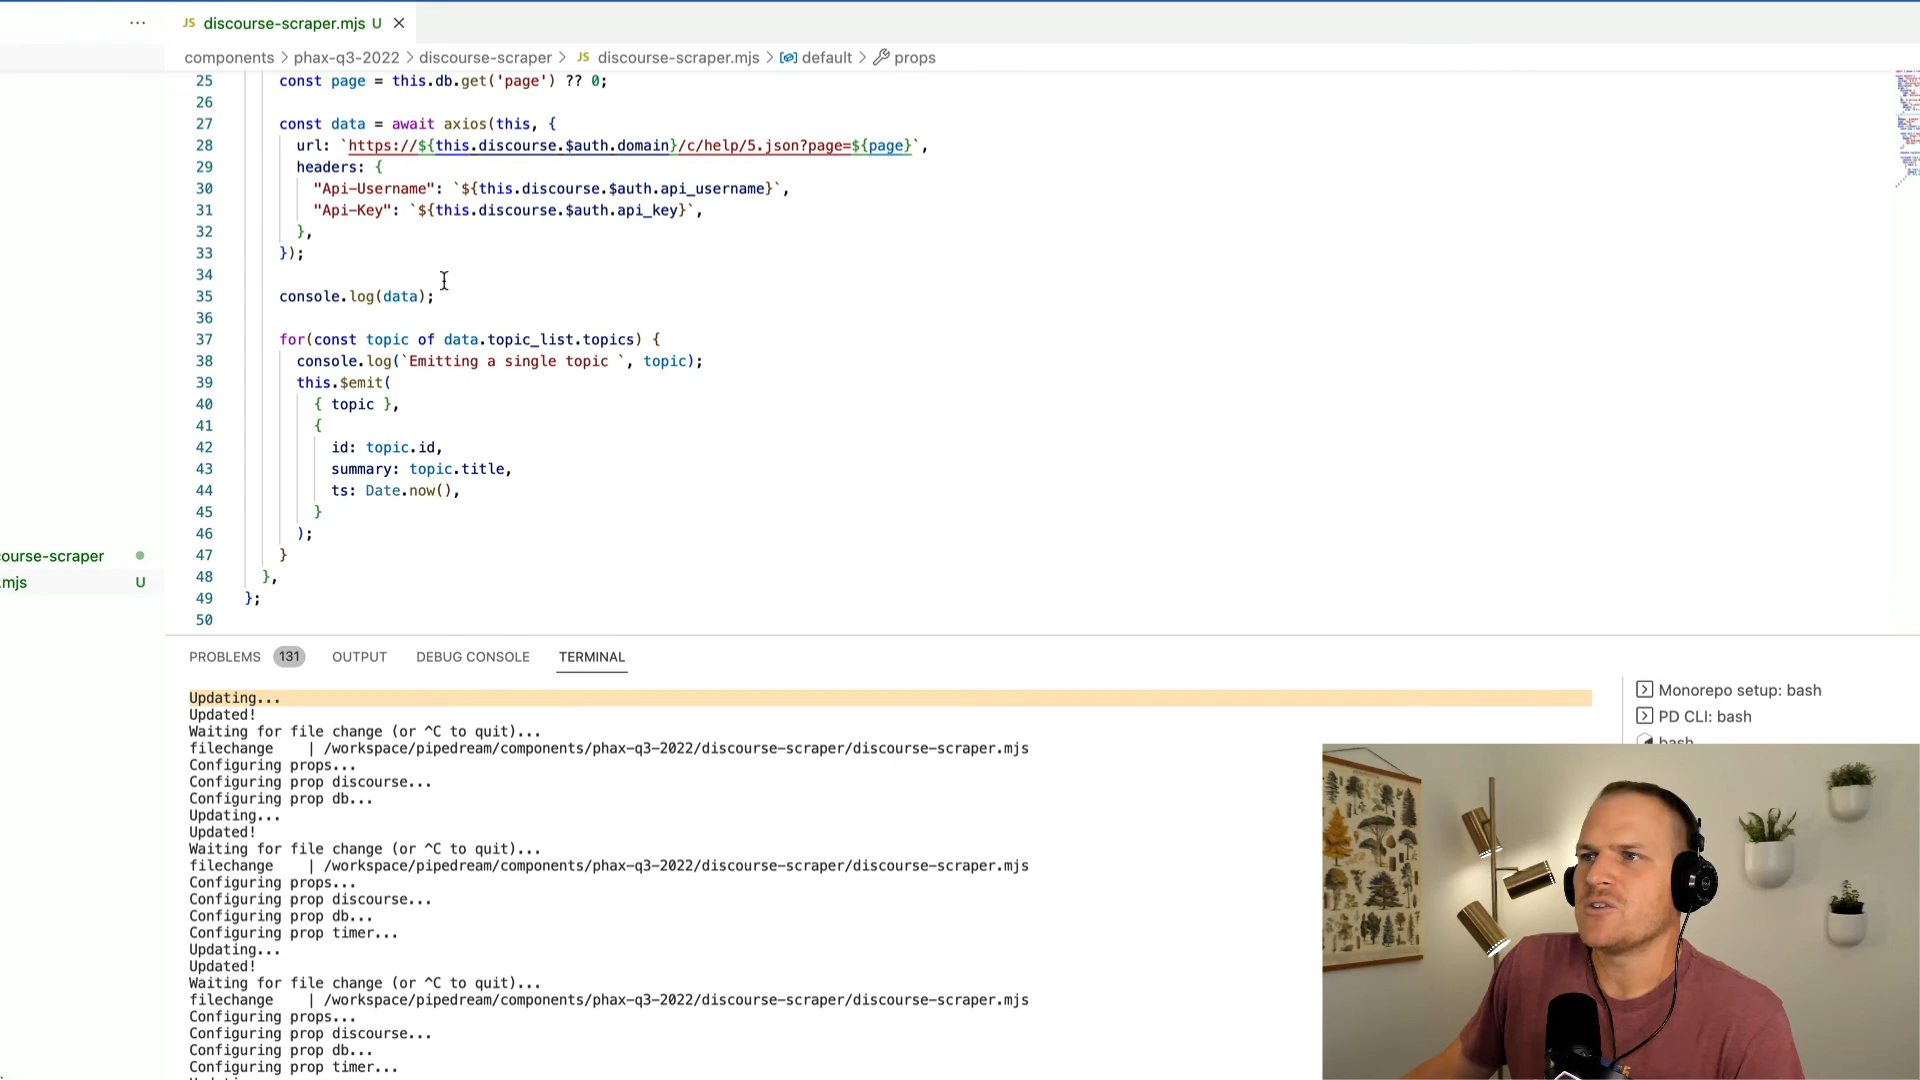 ··· JS discourse-scraper.mjs U ×
components > phax-q3-2022 > discourse-scraper > JS discourse-scraper.mjs > default > props
25 const page = this.db.get('page') ?? 0;
26
27 const data = await axios(this, {
28 url: `https://${this.discourse.$auth.domain}/c/help/5.json?page=${page}`,
29 headers: {
30 "Api-Username": `${this.discourse.$auth.api_username}`,
31 "Api-Key": `${this.discourse.$auth.api_key}`,
32 },
33 });
34
35 console.log(data);
36
37 for(const topic of data.topic_list.topics) {
38 console.log(`Emitting a single topic `, topic);
39 this.$emit(
40 { topic },
41 {
42 id: topic.id,
43 summary: topic.title,
44 ts: Date.now(),
45 }
46 );
47 }
48 },
49 };
50
ourse-scraper
.mjs U
PROBLEMS 131 OUTPUT DEBUG CONSOLE TERMINAL
Updating...
Updated!
Waiting for file change (or ^C to quit)...
filechange | /workspace/pipedream/components/phax-q3-2022/discourse-scraper/discourse-scraper.mjs
Configuring props...
Configuring prop discourse...
Configuring prop db...
Updating...
Updated!
Waiting for file change (or ^C to quit)...
filechange | /workspace/pipedream/components/phax-q3-2022/discourse-scraper/discourse-scraper.mjs
Configuring props...
Configuring prop discourse...
Configuring prop db...
Configuring prop timer...
Updating...
Updated!
Waiting for file change (or ^C to quit)...
filechange | /workspace/pipedream/components/phax-q3-2022/discourse-scraper/discourse-scraper.mjs
Configuring props...
Configuring prop discourse...
Configuring prop db...
Configuring prop timer...
Monorepo setup: bash
PD CLI: bash
bash